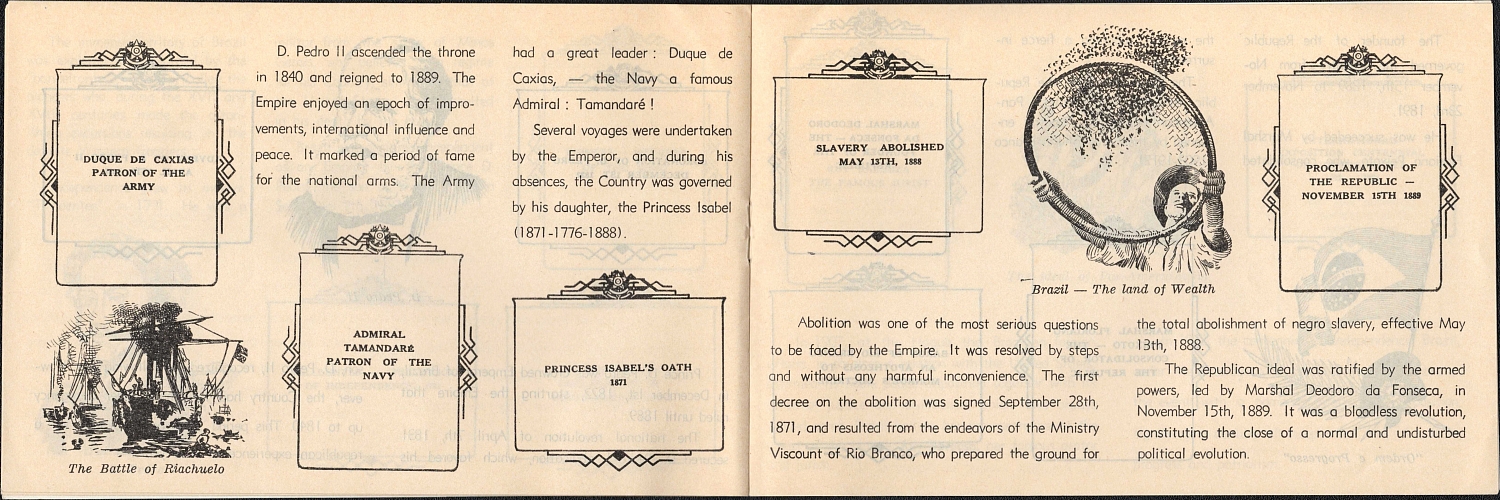 DUQUE DE CAXIAS
PATRON OF THE
ARMY
The Battle of Riachuelo
D. Pedro II ascended the throne
in 1840 and reigned to 1889. The
Empire enjoyed an epoch of impro-
vements, international influence and
peace. It marked a period of fame
for the national arms. The Army
ADMIRAL
TAMANDARÉ
PATRON OF THE
NAVY
had a great leader : Duque de
Caxias, — the Navy a famous
Admiral : Tamandaré !
Several voyages were undertaken
by the Emperor, and during his
absences, the Country was governed
by his daughter, the Princess Isabel
(1871-1776-1888).
PRINCESS ISABEL'S OATH
1871
SLAVERY ABOLISHED
MAY 13TH, 1888
Brazil — The land of Wealth
PROCLAMATION OF
THE REPUBLIC —
NOVEMBER 15TH 1889
Abolition was one of the most serious questions
to be faced by the Empire. It was resolved by steps
and without any harmful inconvenience. The first
decree on the abolition was signed September 28th,
1871, and resulted from the endeavors of the Ministry
Viscount of Rio Branco, who prepared the ground for
the total abolishment of negro slavery, effective May
13th, 1888.
The Republican ideal was ratified by the armed
powers, led by Marshal Deodoro da Fonseca, in
November 15th, 1889. It was a bloodless revolution,
constituting the close of a normal and undisturbed
political evolution.